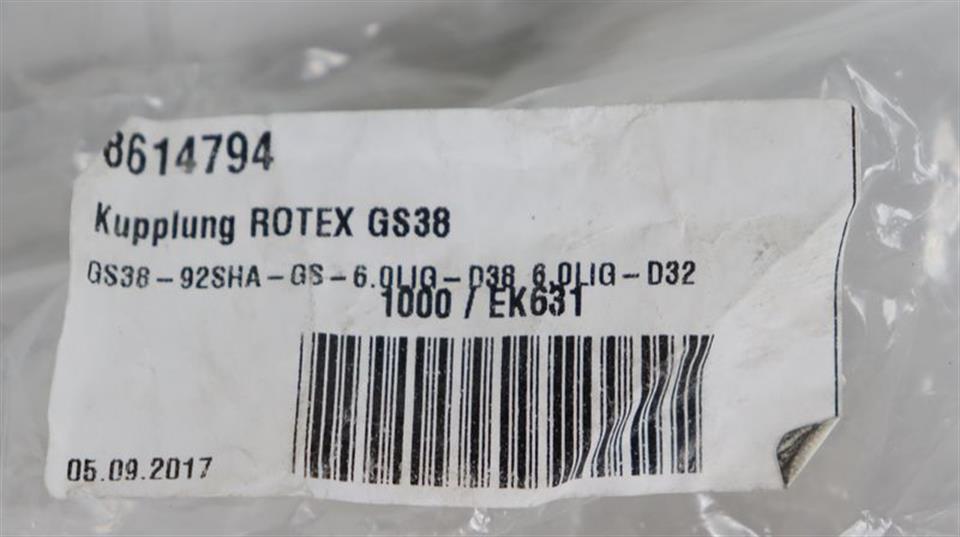 8614794
Kupplung ROTEX GS38
GS38-92SHA-GS-6.0LIG-D38 6.0LIG-D32
1000 / EK631
05.09.2017